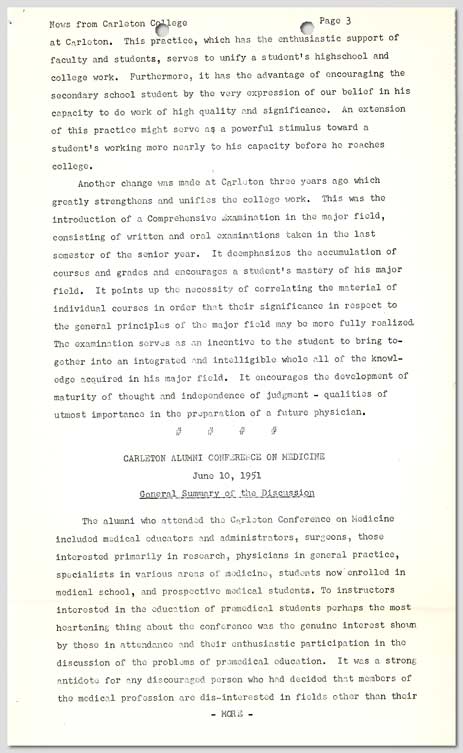 News from Carleton College Page 3
at Carleton. This practice, which has the enthusiastic support of
faculty and students, serves to unify a student's highschool and
college work. Furthermore, it has the advantage of encouraging the
secondary school student by the very expression of our belief in his
capacity to do work of high quality and significance. An extension
of this practice might serve as a powerful stimulus toward a
student's working more nearly to his capacity before he reaches
college.
Another change was made at Carleton three years ago which
greatly strengthens and unifies the college work. This was the
introduction of a Comprehensive Examination in the major field,
consisting of written and oral examinations taken in the last
semester of the senior year. It deemphasizes the accumulation of
courses and grades and encourages a student's mastery of his major
field. It points up the necessity of correlating the material of
individual courses in order that their significance in respect to
the general principles of the major field may be more fully realized.
The examination serves as an incentive to the student to bring to-
gether into an integrated and intelligible whole all of the knowl-
edge acquired in his major field. It encourages the development of
maturity of thought and independence of judgment - qualities of
utmost importance in the preparation of a future physician.
# # # #
CARLETON ALUMNI CONFERENCE ON MEDICINE
June 10, 1951
General Summary of the Discussion
The alumni who attended the Carleton Conference on Medicine
included medical educators and administrators, surgeons, those
interested primarily in research, physicians in general practice,
specialists in various areas of medicine, students now enrolled in
medical school, and prospective medical students. To instructors
interested in the education of premedical students perhaps the most
heartening thing about the conference was the genuine interest shown
by those in attendance and their enthusiastic participation in the
discussion of the problems of premedical education. It was a strong
antidote for any discouraged person who had decided that members of
the medical profession are dis-interested in fields other than their
- MORE -